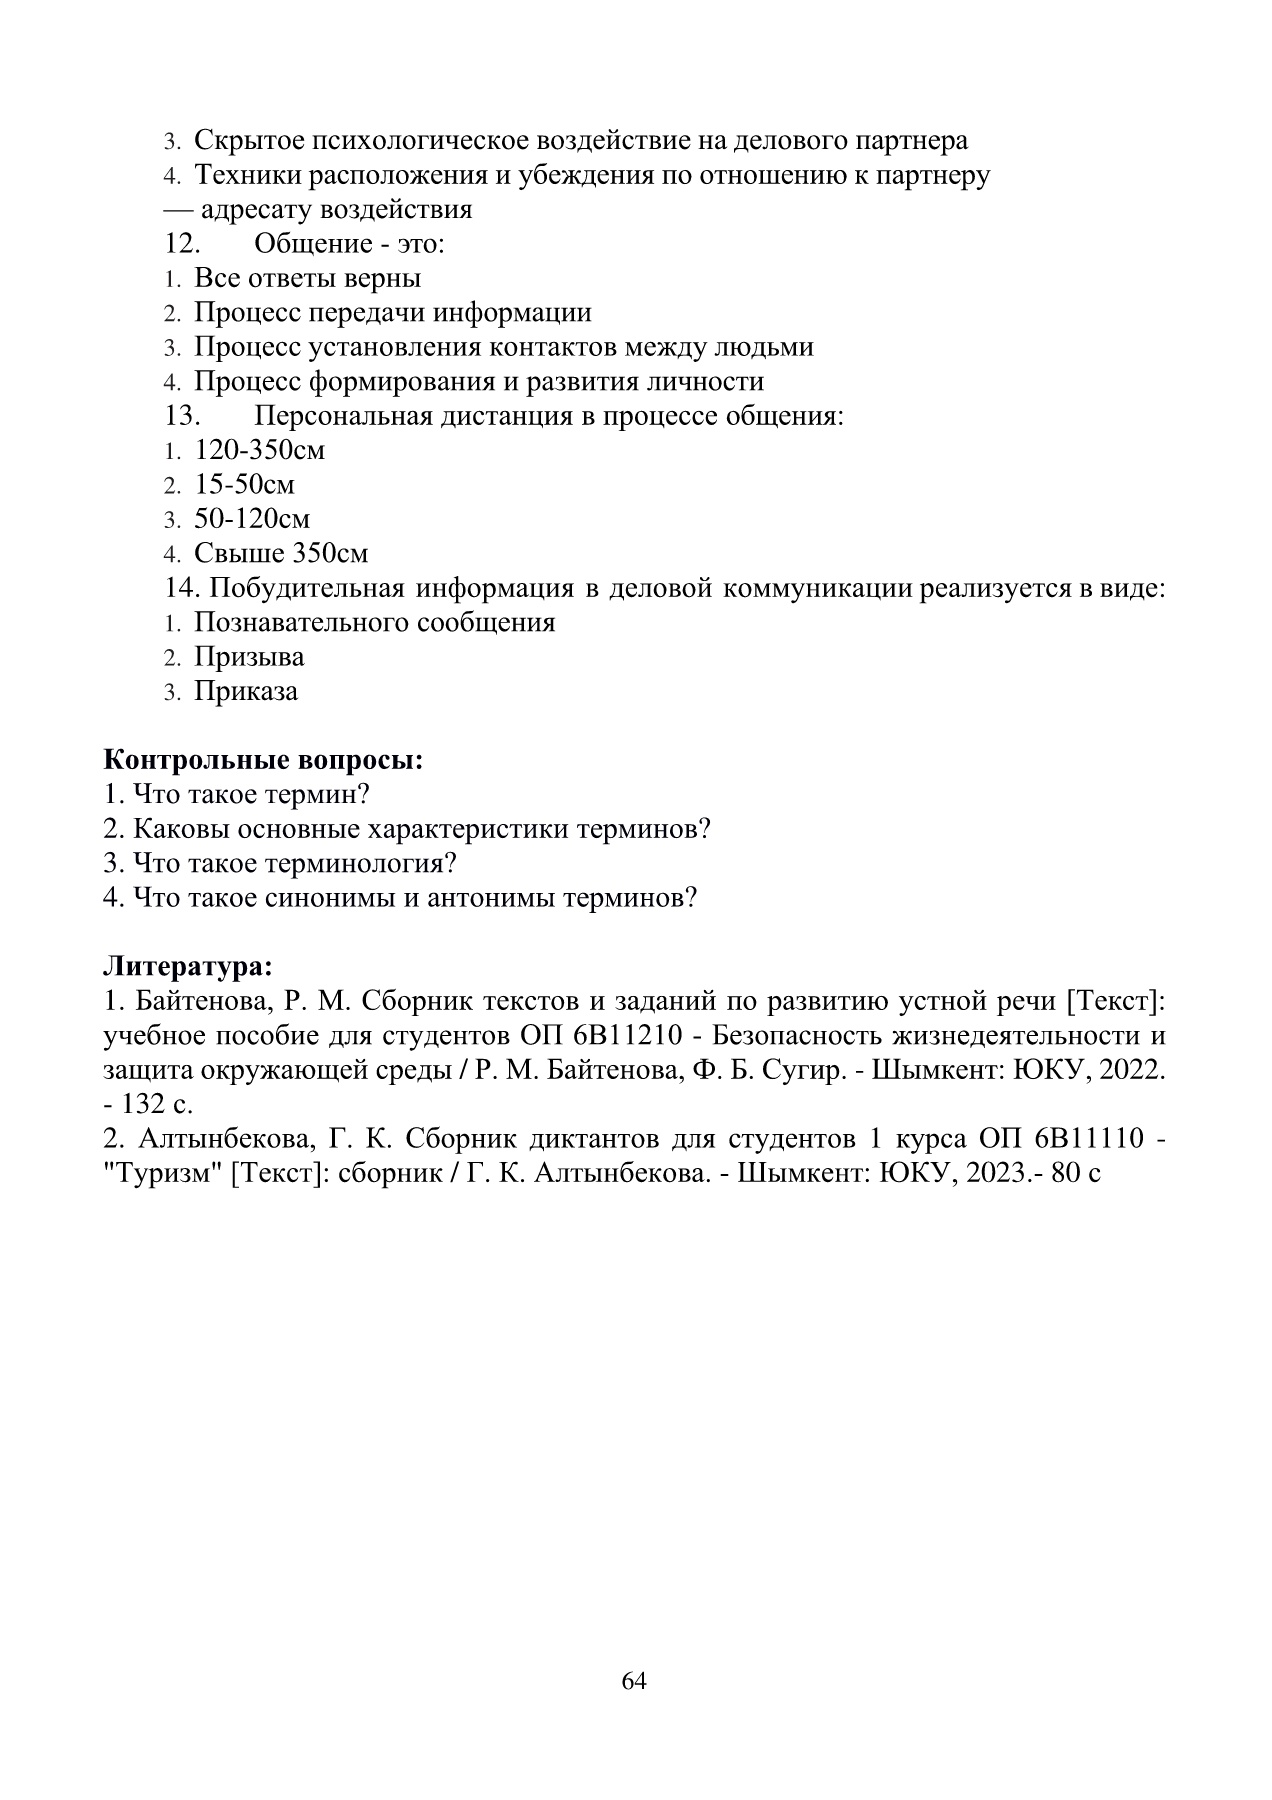 3. Скрытое психологическое воздействие на делового партнера
4. Техники расположения и убеждения по отношению к партнеру
— адресату воздействия
12. Общение - это:
1. Все ответы верны
2. Процесс передачи информации
3. Процесс установления контактов между людьми
4. Процесс формирования и развития личности
13. Персональная дистанция в процессе общения:
1. 120-350см
2. 15-50см
3. 50-120см
4. Свыше 350см
14. Побудительная информация в деловой коммуникации реализуется в виде:
1. Познавательного сообщения
2. Призыва
3. Приказа
Контрольные вопросы:
1. Что такое термин?
2. Каковы основные характеристики терминов?
3. Что такое терминология?
4. Что такое синонимы и антонимы терминов?
Литература:
1. Байтенова, Р. М. Сборник текстов и заданий по развитию устной речи [Текст]:
учебное пособие для студентов ОП 6В11210 - Безопасность жизнедеятельности и
защита окружающей среды / Р. М. Байтенова, Ф. Б. Сугир. - Шымкент: ЮКУ, 2022.
- 132 с.
2. Алтынбекова, Г. К. Сборник диктантов для студентов 1 курса ОП 6В11110 -
"Туризм" [Текст]: сборник / Г. К. Алтынбекова. - Шымкент: ЮКУ, 2023.- 80 с
64